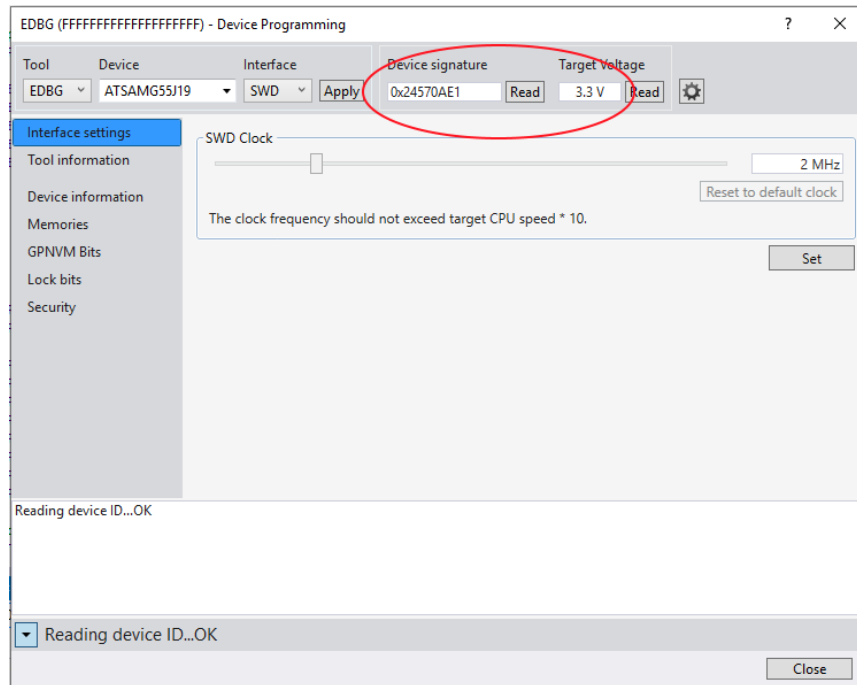 EDBG (FFFFFFFFFFFFFFFFFFFF) - Device Programming
Tool Device Interface Device signature Target Voltage
EDBG ATSAMG55J19 SWD Apply 0x24570AE1 Read 3.3 V Read
Interface settings
Tool information
Device information
Memories
GPNVM Bits
Lock bits
Security
SWD Clock
2 MHz
Reset to default clock
The clock frequency should not exceed target CPU speed * 10.
Set
Reading device ID...OK
Reading device ID...OK
Close